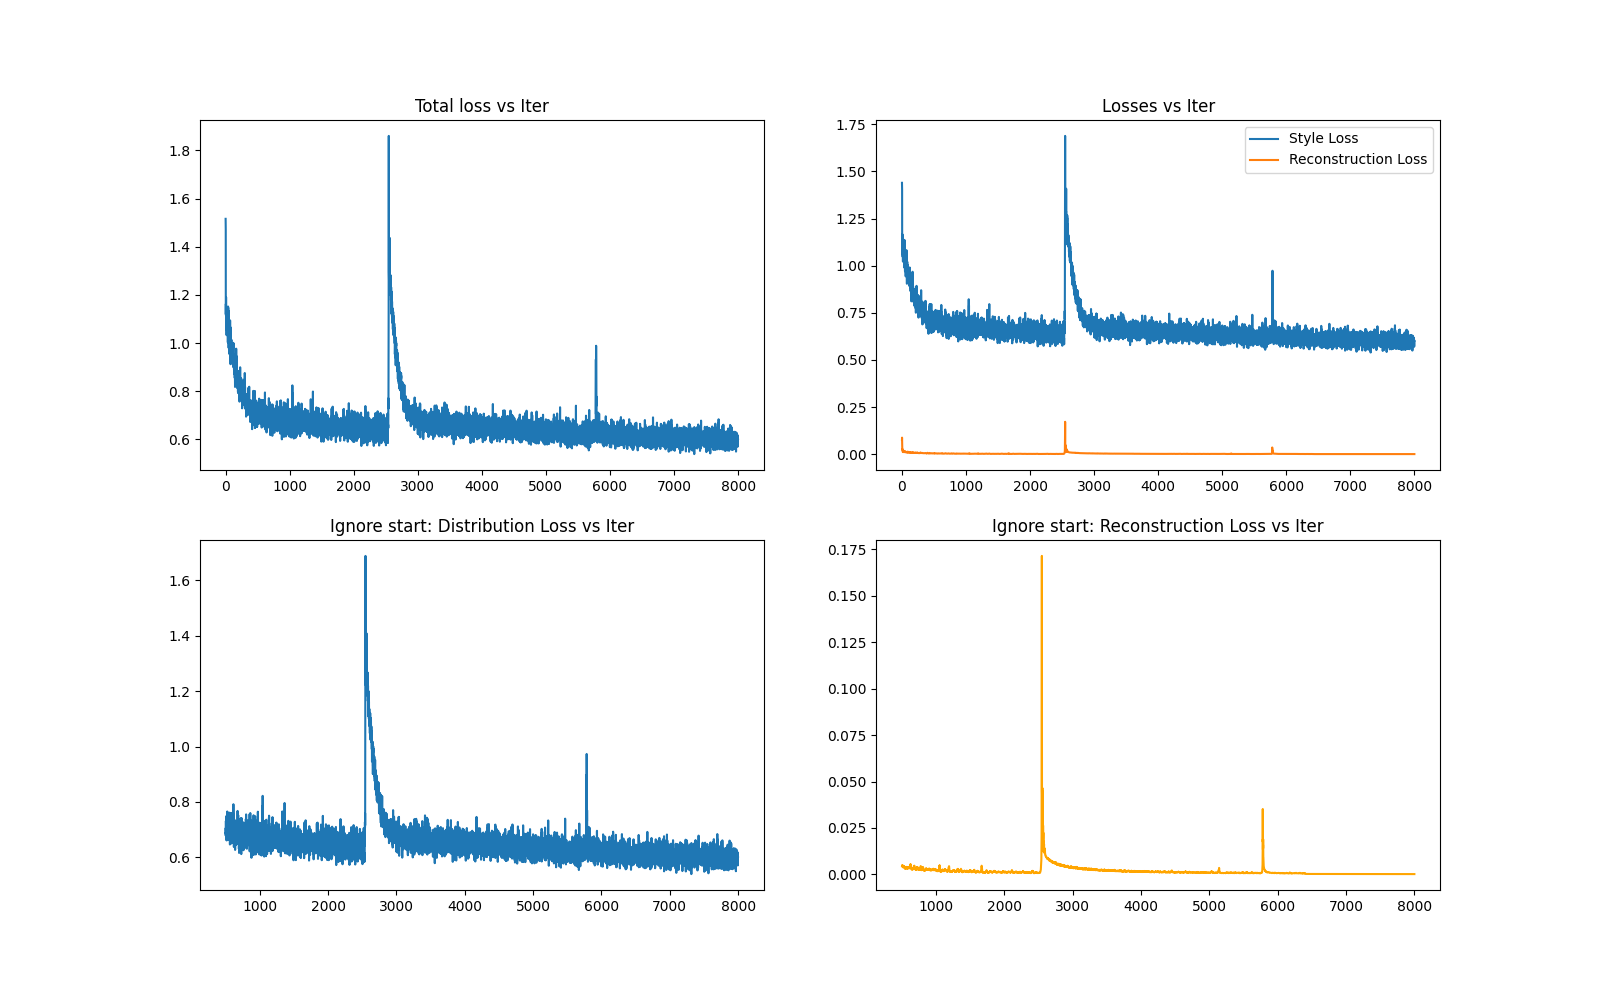 Total loss vs Iter
1.8
1.6
1.4
1.2
1.0
0.8
0.6
0 1000 2000 3000 4000 5000 6000 7000 8000
Losses vs Iter
Style Loss
Reconstruction Loss
1.75
1.50
1.25
1.00
0.75
0.50
0.25
0.00
0 1000 2000 3000 4000 5000 6000 7000 8000
Ignore start: Distribution Loss vs Iter
1.6
1.4
1.2
1.0
0.8
0.6
1000 2000 3000 4000 5000 6000 7000 8000
Ignore start: Reconstruction Loss vs Iter
0.175
0.150
0.125
0.100
0.075
0.050
0.025
0.000
1000 2000 3000 4000 5000 6000 7000 8000